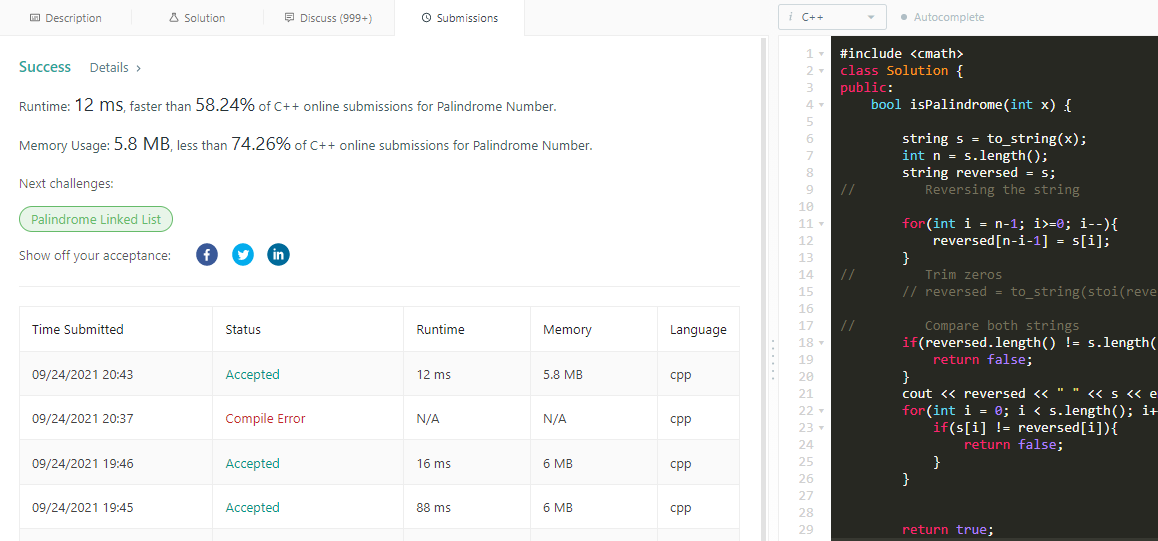 Description
Solution
Discuss (999+)
Submissions
Success
Details
Runtime: 12 ms, faster than 58.24% of C++ online submissions for Palindrome Number.
Memory Usage: 5.8 MB, less than 74.26% of C++ online submissions for Palindrome Number.
Next challenges:
Palindrome Linked List
Show off your acceptance:
Time Submitted Status Runtime Memory Language
09/24/2021 20:43 Accepted 12 ms 5.8 MB cpp
09/24/2021 20:37 Compile Error N/A N/A cpp
09/24/2021 19:46 Accepted 16 ms 6 MB cpp
09/24/2021 19:45 Accepted 88 ms 6 MB cpp
i C++
Autocomplete
1 #include <cmath>
2 class Solution {
3 public:
4 bool isPalindrome(int x) {
5
6 string s = to_string(x);
7 int n = s.length();
8 string reversed = s;
9 // Reversing the string
10
11 for(int i = n-1; i>=0; i--){
12 reversed[n-i-1] = s[i];
13 }
14 // Trim zeros
15 // reversed = to_string(stoi(reve
16
17 // Compare both strings
18 if(reversed.length() != s.length(
19 return false;
20 }
21 cout << reversed << " " << s << e
22 for(int i = 0; i < s.length(); i+
23 if(s[i] != reversed[i]){
24 return false;
25 }
26 }
27
28
29 return true;